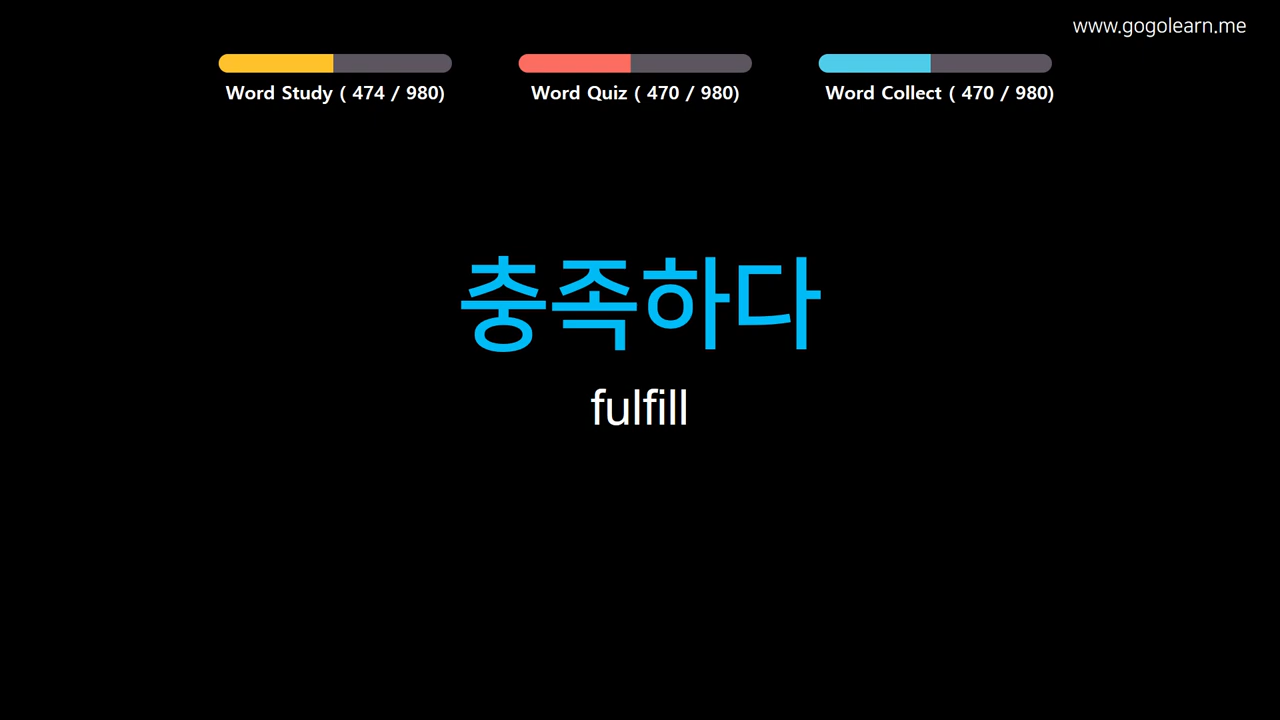 www.gogolearn.me
Word Study ( 474 / 980)
Word Quiz ( 470 / 980)
Word Collect ( 470 / 980)
충족하다
fulfill